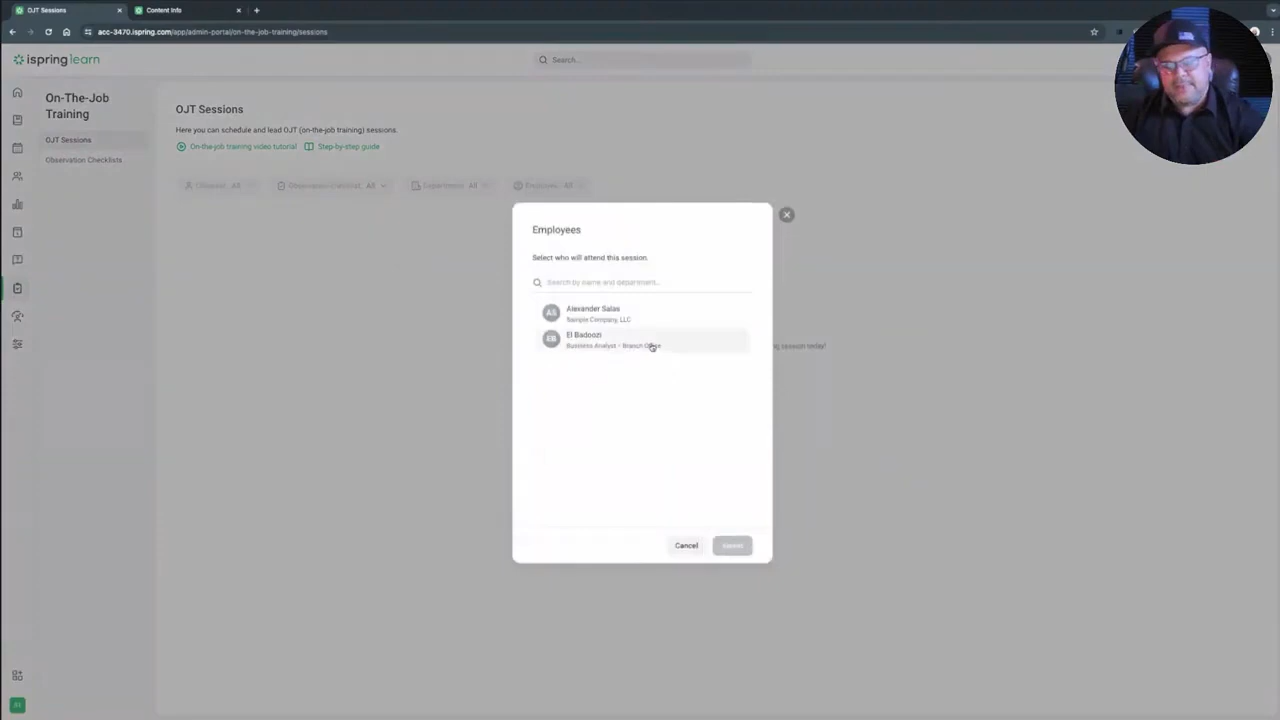 OJT Sessions
Content Info
acc-3470.ispring.com/app/admin-portal/on-the-job-training/sessions
ispring learn
Search...
On-The-Job
Training
OJT Sessions
Observation Checklists
OJT Sessions
Here you can schedule and lead OJT (on-the-job training) sessions.
On-the-job training video tutorial
Step-by-step guide
All
Observation checklist: All
Department: All
Employee: All
Employees
Select who will attend this session.
Search by name and department...
AS
Alexander Salas
Sample Company, LLC
EB
El Badoozi
Business Analyst - Branch Office
ng session today!
Cancel